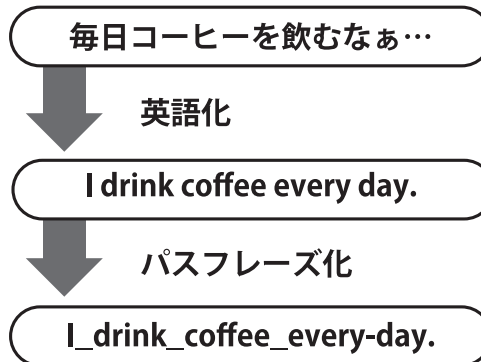 毎日コーヒーを飲むなぁ…
英語化
I drink coffee every day.
パスフレーズ化
I_drink_coffee_every-day.